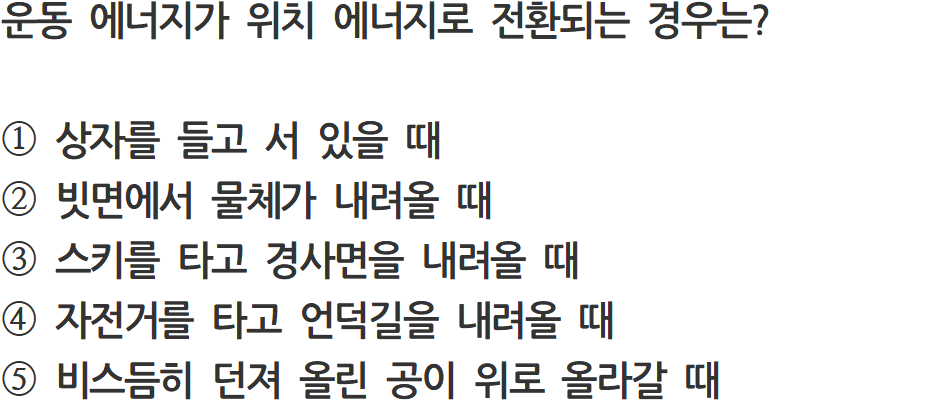 운동 에너지가 위치 에너지로 전환되는 경우는?
① 상자를 들고 서 있을 때
② 빗면에서 물체가 내려올 때
③ 스키를 타고 경사면을 내려올 때
④ 자전거를 타고 언덕길을 내려올 때
⑤ 비스듬히 던져 올린 공이 위로 올라갈 때